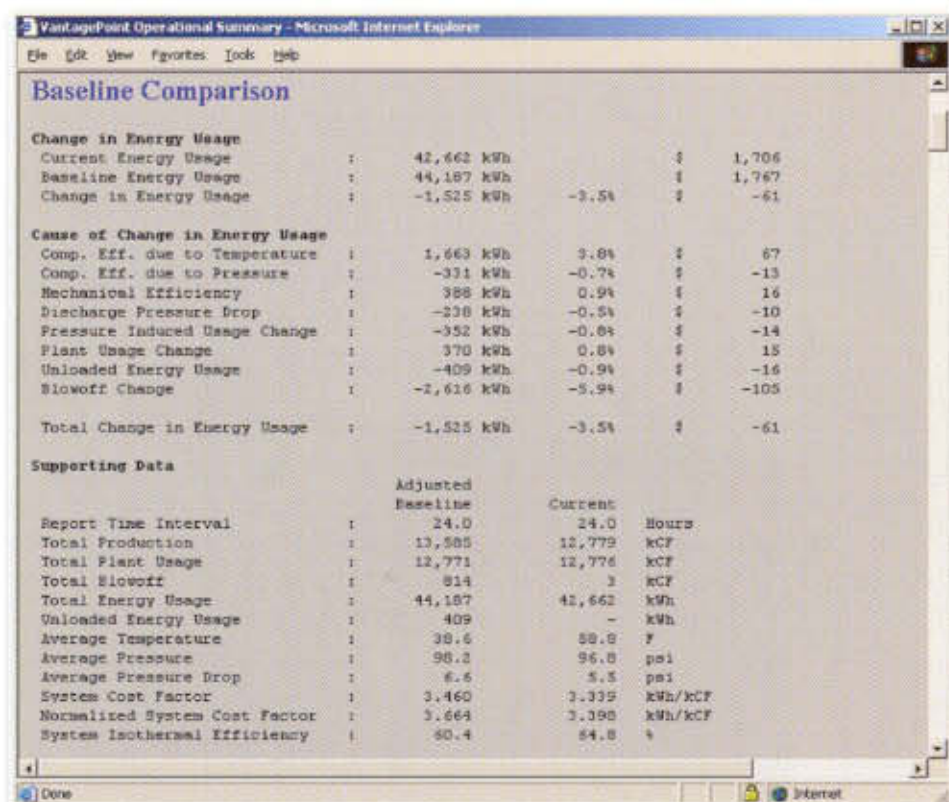 VantagePoint Operational Summary - Microsoft Internet Explorer
File Edit View Favorites Tools Help
Baseline Comparison
Change in Energy Usage
Current Energy Usage : 42,662 kWh $ 1,706
Baseline Energy Usage : 44,187 kWh $ 1,767
Change in Energy Usage : -1,525 kWh -3.5% $ -61
Cause of Change in Energy Usage
Comp. Eff. due to Temperature : 1,663 kWh 3.8% $ 67
Comp. Eff. due to Pressure : -331 kWh -0.7% $ -13
Mechanical Efficiency : 388 kWh 0.9% $ 16
Discharge Pressure Drop : -238 kWh -0.5% $ -10
Pressure Induced Usage Change : -352 kWh -0.8% $ -14
Plant Usage Change : 370 kWh 0.8% $ 15
Unloaded Energy Usage : -409 kWh -0.9% $ -16
Blowoff Change : -2,616 kWh -5.9% $ -105
Total Change in Energy Usage : -1,525 kWh -3.5% $ -61
Supporting Data
Adjusted
Baseline Current
Report Time Interval : 24.0 24.0 Hours
Total Production : 13,585 12,779 kCF
Total Plant Usage : 12,771 12,776 kCF
Total Blowoff : 814 3 kCF
Total Energy Usage : 44,187 42,662 kWh
Unloaded Energy Usage : 409 - kWh
Average Temperature : 38.6 58.8 F
Average Pressure : 98.2 96.8 psi
Average Pressure Drop : 6.6 5.5 psi
System Cost Factor : 3.460 3.339 kWh/kCF
Normalized System Cost Factor : 3.664 3.398 kWh/kCF
System Isothermal Efficiency : 60.4 64.8 %
Done Internet